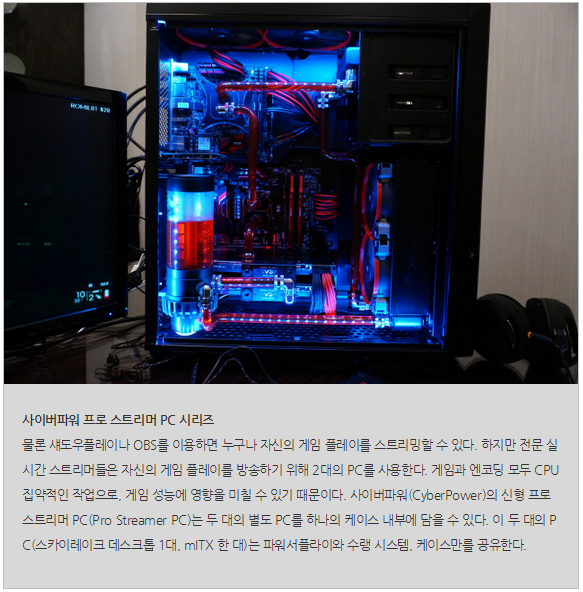 ROMLB1 $20
10
2
사이버파워 프로 스트리머 PC 시리즈
물론 섀도우플레이나 OBS를 이용하면 누구나 자신의 게임 플레이를 스트리밍할 수 있다. 하지만 전문 실
시간 스트리머들은 자신의 게임 플레이를 방송하기 위해 2대의 PC를 사용한다. 게임과 엔코딩 모두 CPU
집약적인 작업으로, 게임 성능에 영향을 미칠 수 있기 때문이다. 사이버파워(CyberPower)의 신형 프로
스트리머 PC(Pro Streamer PC)는 두 대의 별도 PC를 하나의 케이스 내부에 담을 수 있다. 이 두 대의 P
C(스카이레이크 데스크톱 1대, mITX 한 대)는 파워서플라이와 수랭 시스템, 케이스만를 공유한다.